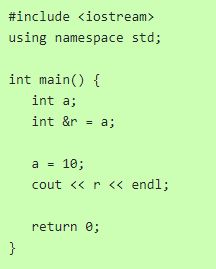 #include <iostream>
using namespace std;

int main() {
   int a;
   int &r = a;

   a = 10;
   cout << r << endl;

   return 0;
}